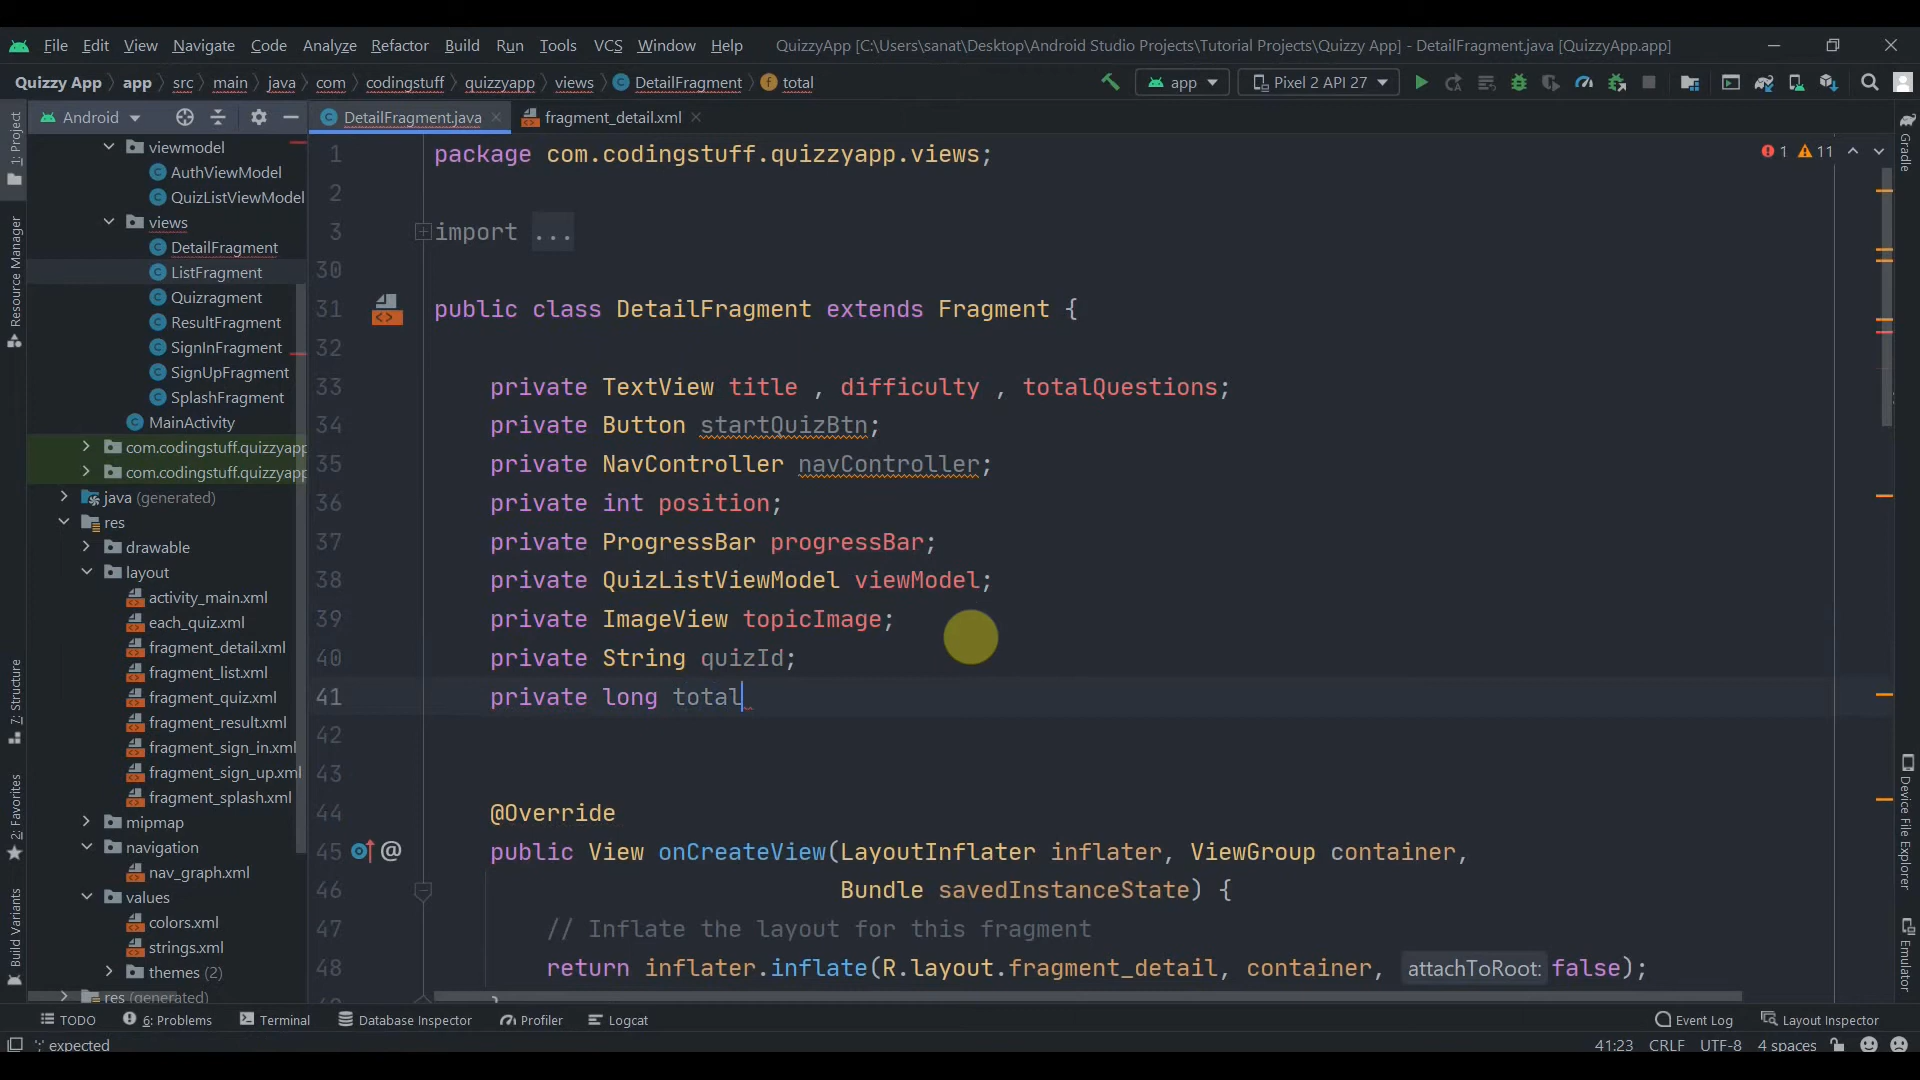 File Edit View Navigate Code Analyze Refactor Build Run Tools VCS Window Help QuizzyApp [C:\Users\sanat\Desktop\Android Studio Projects\Tutorial Projects\Quizzy App] - DetailFragment.java [QuizzyApp.app]
Quizzy App app src main java com codingstuff quizzyapp views DetailFragment total app Pixel 2 API 27
Android DetailFragment.java fragment_detail.xml
1: Project
Resource Manager
7: Structure
2: Favorites
Build Variants
viewmodel
AuthViewModel
QuizListViewModel
views
DetailFragment
ListFragment
Quizragment
ResultFragment
SignInFragment
SignUpFragment
SplashFragment
MainActivity
com.codingstuff.quizzyapp
com.codingstuff.quizzyapp
java (generated)
res
drawable
layout
activity_main.xml
each_quiz.xml
fragment_detail.xml
fragment_list.xml
fragment_quiz.xml
fragment_result.xml
fragment_sign_in.xml
fragment_sign_up.xml
fragment_splash.xml
mipmap
navigation
nav_graph.xml
values
colors.xml
strings.xml
themes (2)
res (generated)
1 package com.codingstuff.quizzyapp.views; 1 11
2
3 import ...
30
31 public class DetailFragment extends Fragment {
32
33 private TextView title , difficulty , totalQuestions;
34 private Button startQuizBtn;
35 private NavController navController;
36 private int position;
37 private ProgressBar progressBar;
38 private QuizListViewModel viewModel;
39 private ImageView topicImage;
40 private String quizId;
41 private long total
42
43
44 @Override
45 @ public View onCreateView(LayoutInflater inflater, ViewGroup container,
46 Bundle savedInstanceState) {
47 // Inflate the layout for this fragment
48 return inflater.inflate(R.layout.fragment_detail, container, attachToRoot: false);
Gradle
Device File Explorer
Emulator
TODO 6: Problems Terminal Database Inspector Profiler Logcat Event Log Layout Inspector
';' expected 41:23 CRLF UTF-8 4 spaces